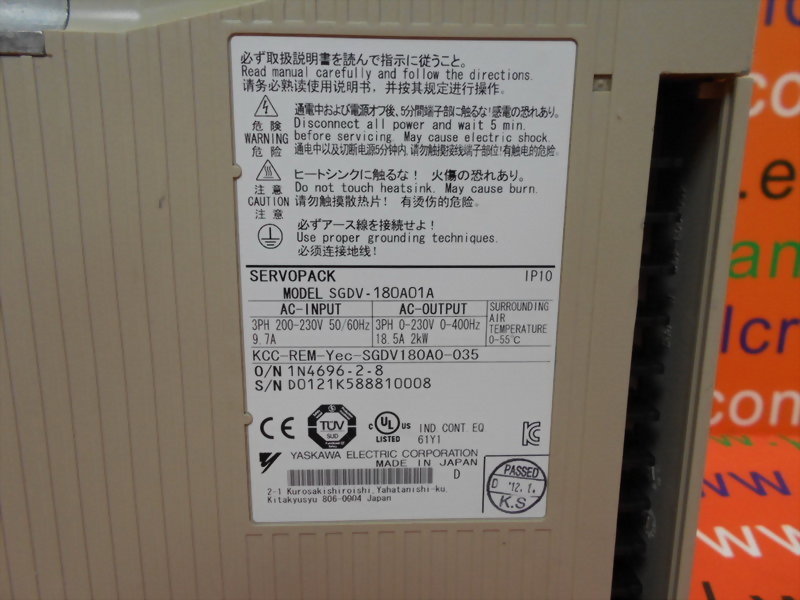 必ず取扱説明書を読んで指示に従うこと。
Read manual carefully and follow the directions.
请务必熟读使用说明书，并按其规定进行操作。
危険
WARNING
危险
通電中および電源オフ後、5分間端子部に触るな! 感電の恐れあり。
Disconnect all power and wait 5 min.
before servicing. May cause electric shock.
通电中以及切断电源5分钟内，请勿触摸接线端子部位! 有触电的危险。
注意
CAUTION
注意
ヒートシンクに触るな! 火傷の恐れあり。
Do not touch heatsink. May cause burn.
请勿触摸散热片! 有烫伤的危险。
必ずアース線を接続せよ!
Use proper grounding techniques.
必须连接地线!
SERVOPACK IP10
MODEL SGDV-180A01A
AC-INPUT
3PH 200-230V 50/60Hz
9.7A
AC-OUTPUT
3PH 0-230V 0-400Hz
18.5A 2kW
SURROUNDING
AIR
TEMPERATURE
0-55℃
KCC-REM-Yec-SGDV180A0-035
O/N 1N4696-2-8
S/N D0121K588810008
CE
TÜV
SÜD
C UL US
LISTED
IND. CONT. EQ.
61Y1
YASKAWA ELECTRIC CORPORATION
MADE IN JAPAN
D
2-1 Kurosakishiroishi, Yahatanishi-ku,
Kitakyusyu 806-0004 Japan
PASSED
D '12.1.
K.S
co
.e
an
lcr
com
ww
ww